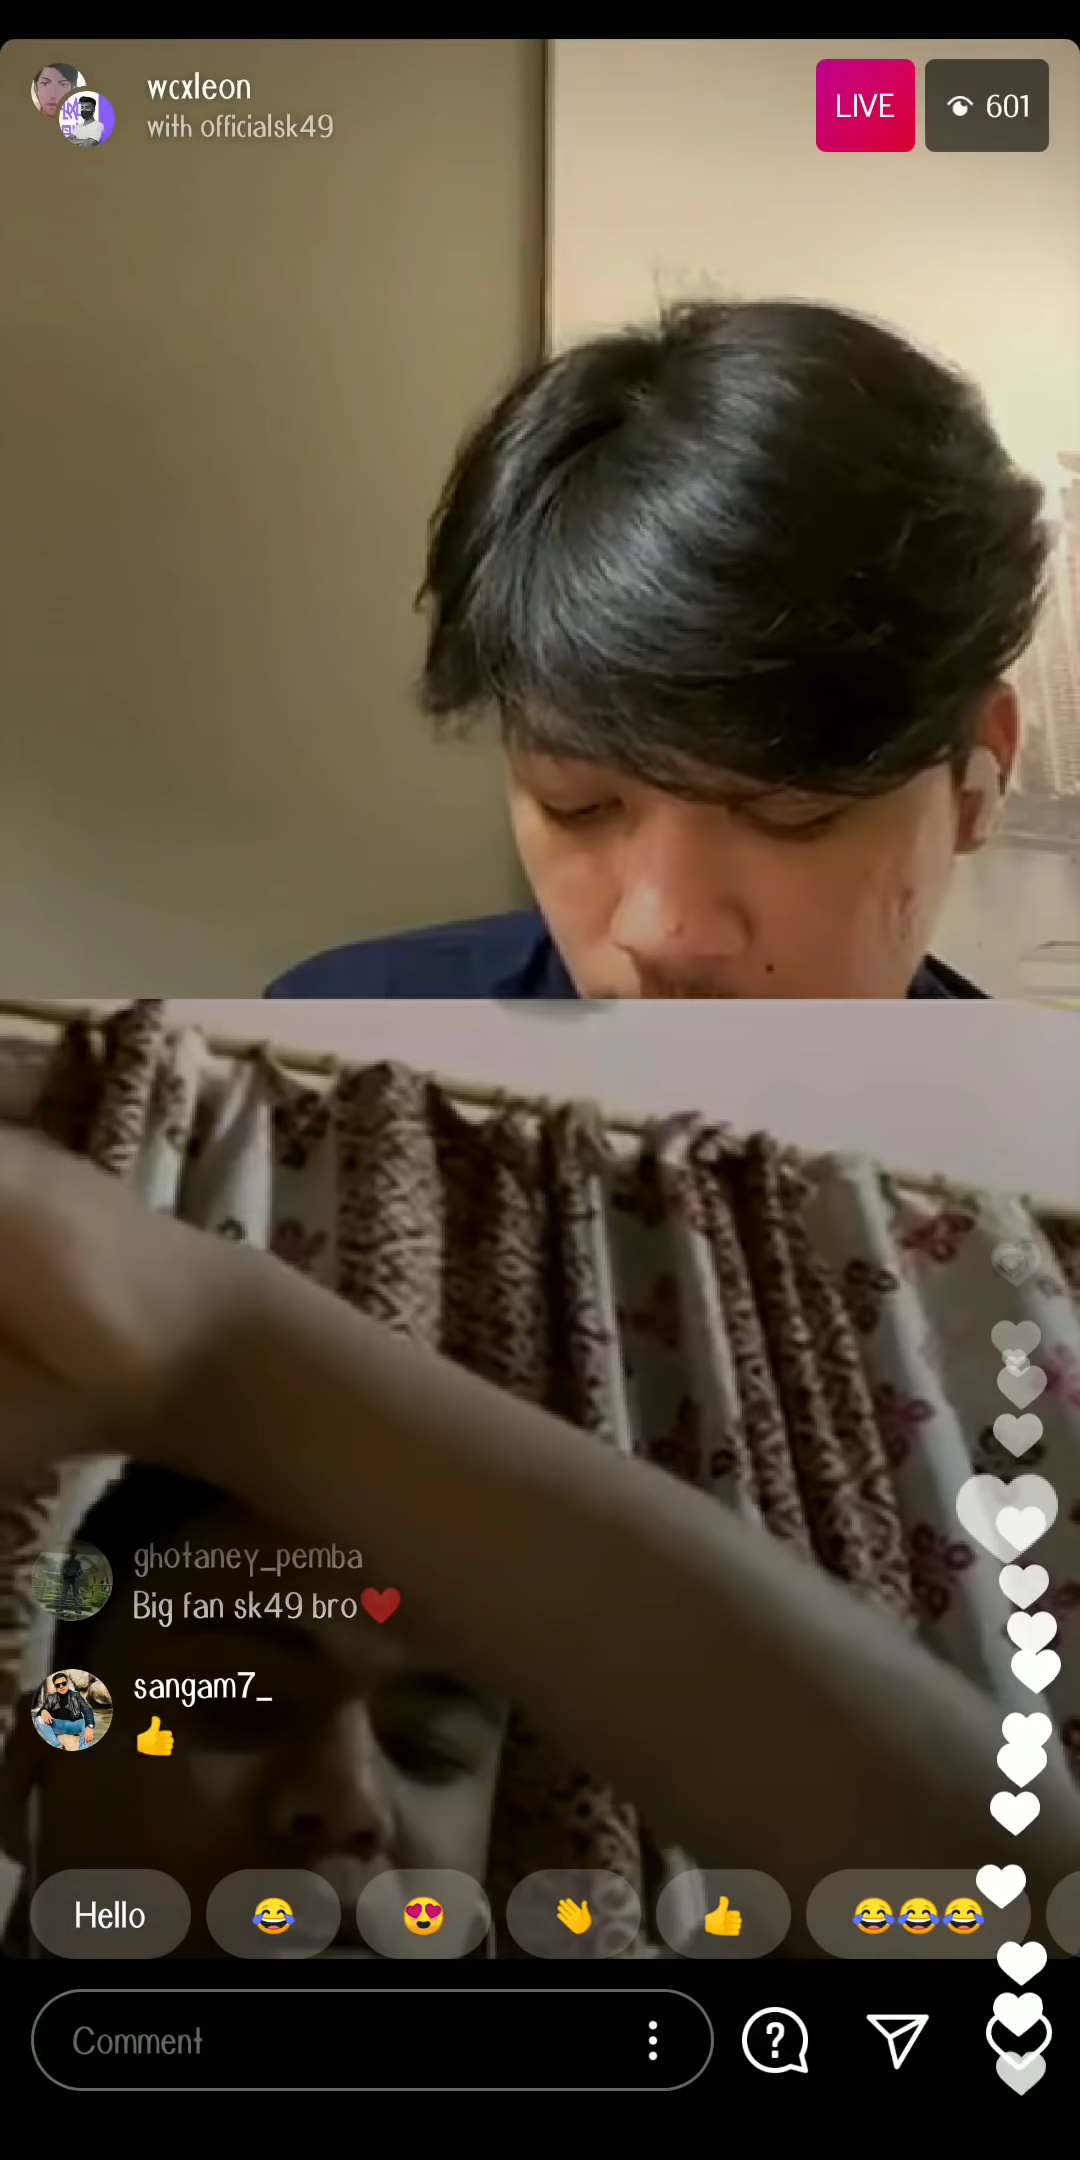 wcxleon
with officialsk49
LIVE
601
ghotaney_pemba
Big fan sk49 bro❤️
sangam7_
👍
Hello 😂 😍 👋 👍 😂😂😂
Comment